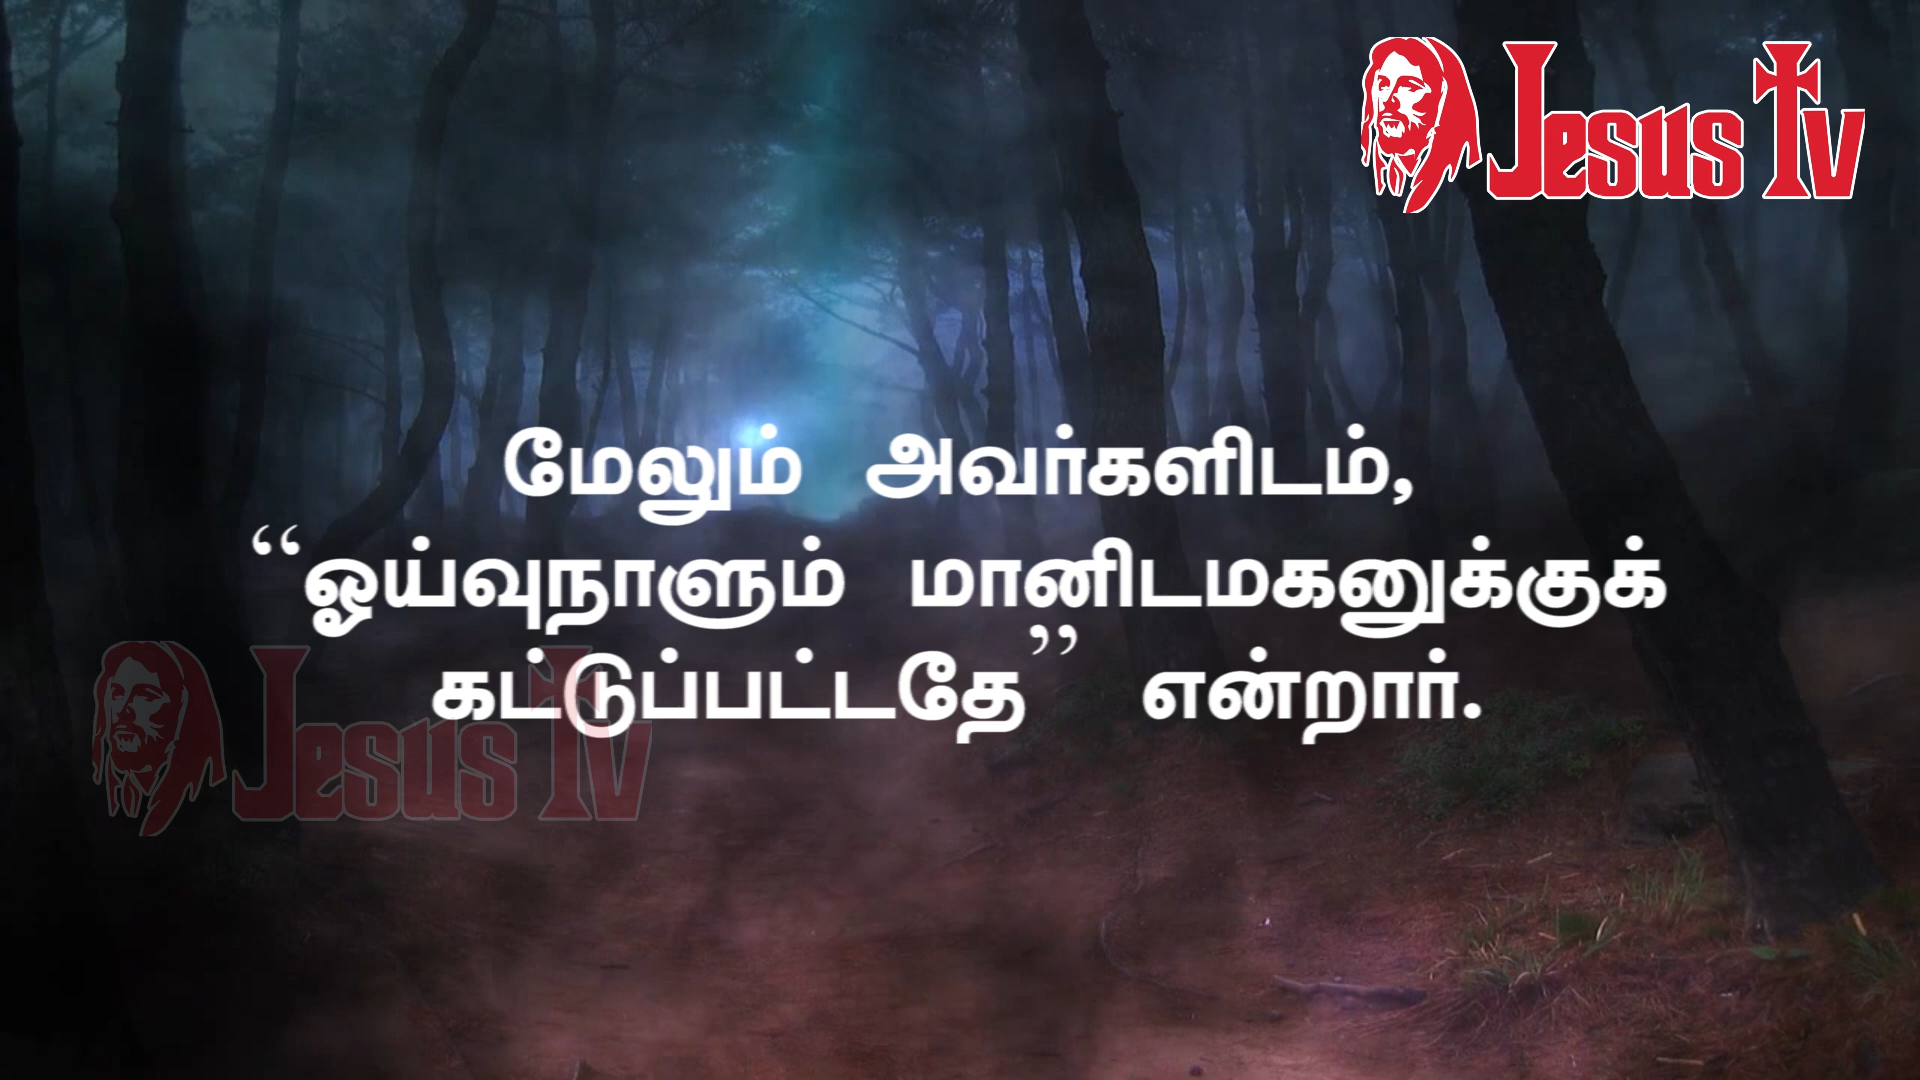 Jesus Tv
மேலும் அவர்களிடம்,
“ஓய்வுநாளும் மானிடமகனுக்குக்
கட்டுப்பட்டதே” என்றார்.
Jesus Tv